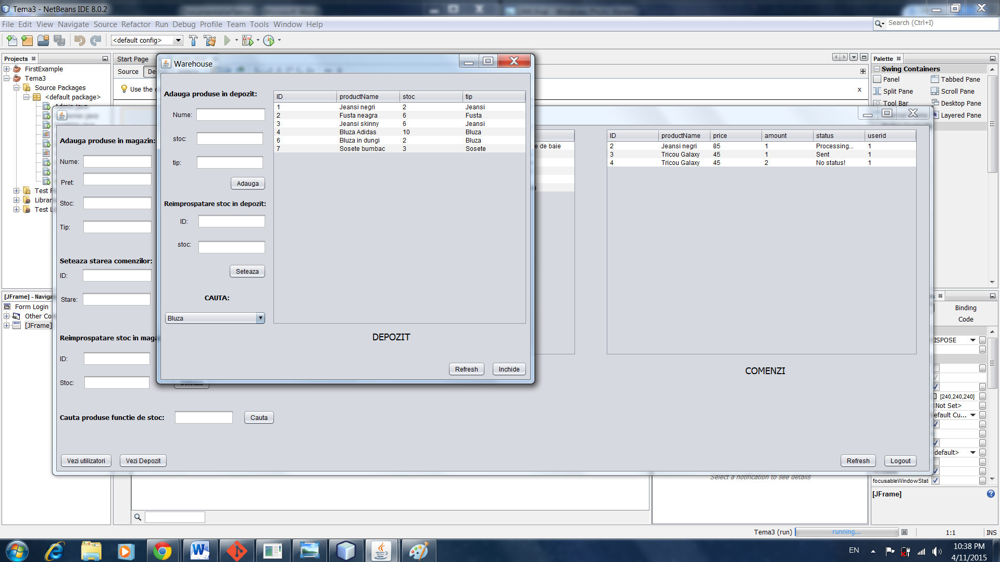 Tema3 - NetBeans IDE 8.0.2
File Edit View Navigate Source Refactor Run Debug Profile Team Tools Window Help
Search (Ctrl+I)
<default config>
Projects
FirstExample
Tema3
Source Packages
<default package>
Test
Librar
Test L
Start Page
Source
De
Use the
x
Warehouse
Adauga produse in depozit:
Nume:
stoc:
tip:
Adauga
Reimprospatare stoc in depozit:
ID:
stoc:
Seteaza
CAUTA:
Bluza
ID productName stoc tip
1 Jeansi negri 2 Jeansi
2 Fusta neagra 6 Fusta
3 Jeansi skinny 6 Jeansi
4 Bluza Adidas 10 Bluza
6 Bluza in dungi 2 Bluza
7 Sosete bumbac 3 Sosete
DEPOZIT
Refresh Inchide
Adauga produse in magazin:
Nume:
Pret:
Stoc:
Tip:
Seteaza starea comenzilor:
ID:
Stare:
Reimprospatare stoc in maga
ID:
Stoc:
Cauta produse functie de stoc:
Cauta
Vezi utilizatori Vezi Depozit
e de baie
ID productName price amount status userid
2 Jeansi negri 85 1 Processing... 1
3 Tricou Galaxy 45 1 Sent 1
4 Tricou Galaxy 45 2 No status! 1
COMENZI
Refresh Logout
Palette
Swing Containers
Panel Tabbed Pane
Split Pane Scroll Pane
Tool Bar Desktop Pane
Layered Pane
[JFrame] - Naviga
Form Login
Other Co
[JFrame]
Binding
Code
ISPOSE
[240,240,240]
<Not Set>
efault Cu...
default>
focusableWindowStat
[JFrame]
Select a notification to see details
Tema3 (run) running...
1:1 INS
EN
10:38 PM
4/11/2015